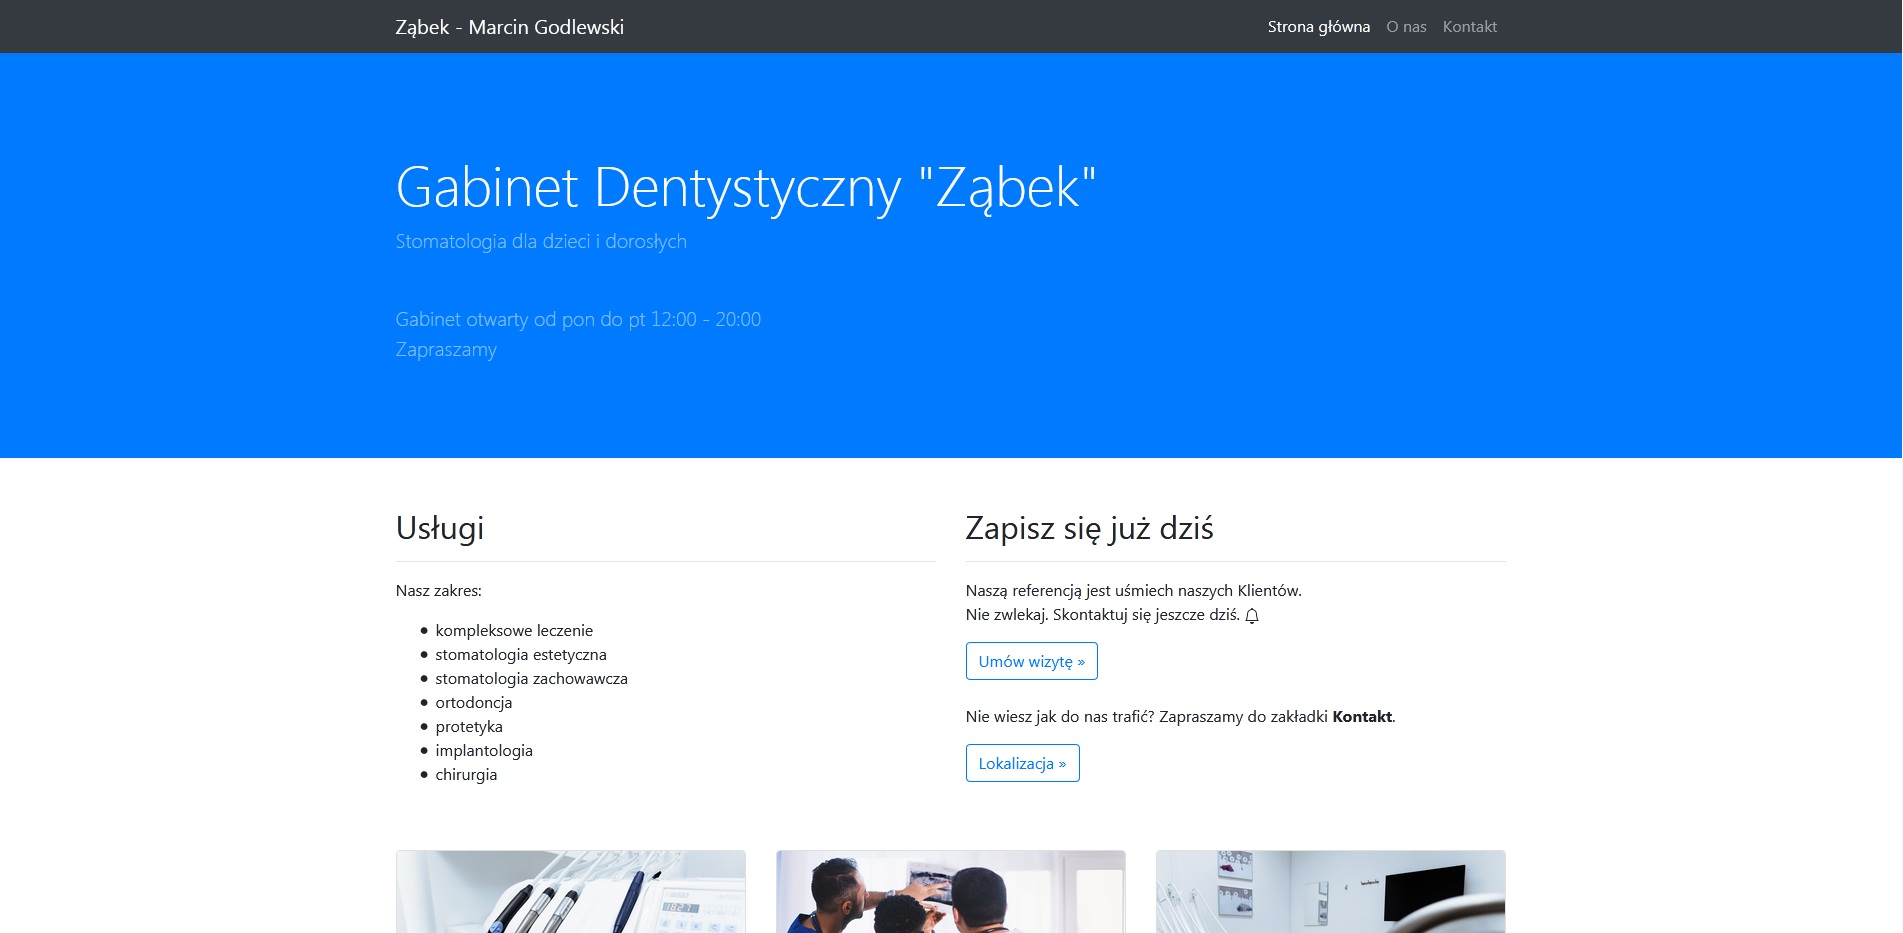 Ząbek - Marcin Godlewski
Strona główna
O nas
Kontakt
Gabinet Dentystyczny "Ząbek"
Stomatologia dla dzieci i dorosłych
Gabinet otwarty od pon do pt 12:00 - 20:00
Zapraszamy
Usługi
Nasz zakres:
kompleksowe leczenie
stomatologia estetyczna
stomatologia zachowawcza
ortodoncja
protetyka
implantologia
chirurgia
Zapisz się już dziś
Naszą referencją jest uśmiech naszych Klientów.
Nie zwlekaj. Skontaktuj się jeszcze dziś.
Umów wizytę »
Nie wiesz jak do nas trafić? Zapraszamy do zakładki Kontakt.
Lokalizacja »